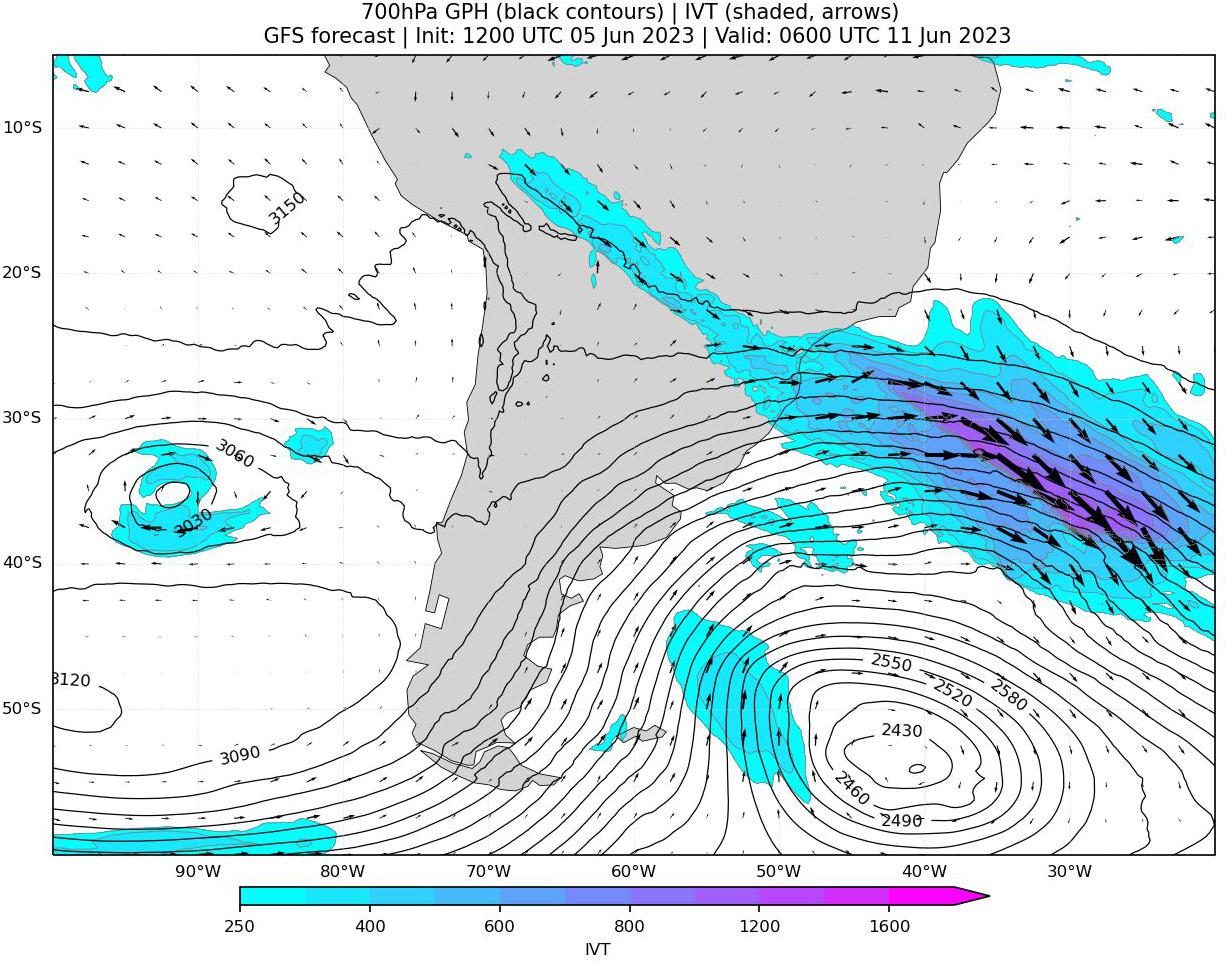 700hPa GPH (black contours) | IVT (shaded, arrows)
GFS forecast | Init: 1200 UTC 05 Jun 2023 | Valid: 0600 UTC 11 Jun 2023
10°S
3150
20°S
30°S
3060
3030
40°S
3120
2550
2520
2580
50°S
2430
3090
2460
2490
90°W 80°W 70°W 60°W 50°W 40°W 30°W
250 400 600 800 1200 1600
IVT